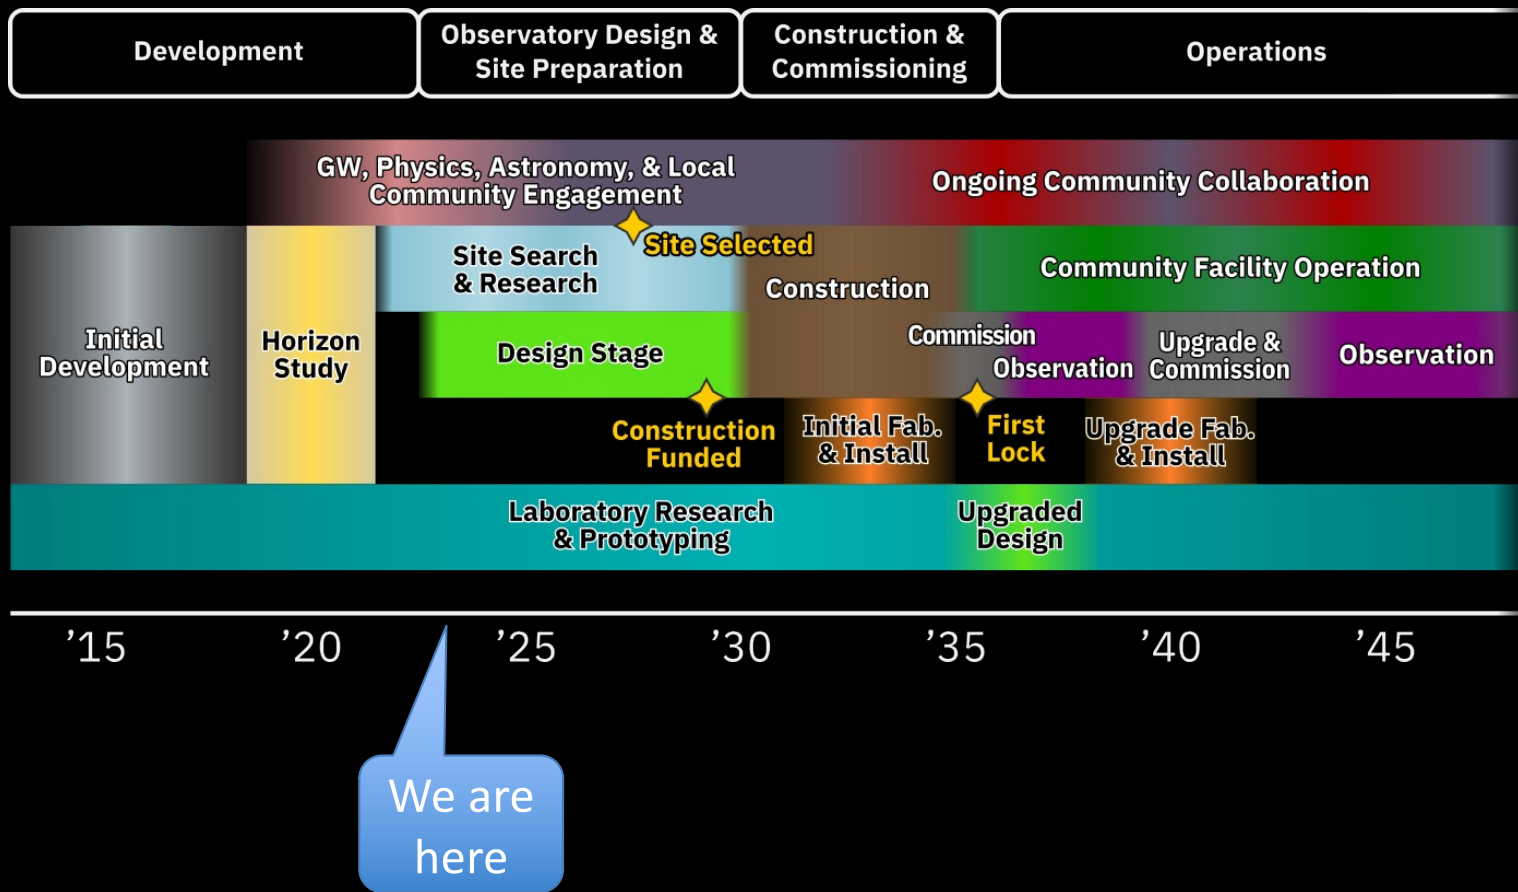 Development
Observatory Design &
Site Preparation
Construction &
Commissioning
Operations
GW, Physics, Astronomy, & Local
Community Engagement
Ongoing Community Collaboration
Site Search
& Research
Site Selected
Construction
Community Facility Operation
Initial
Development
Horizon
Study
Design Stage
Commission
Observation
Upgrade &
Commission
Observation
Construction
Funded
Initial Fab.
& Install
First
Lock
Upgrade Fab.
& Install
Laboratory Research
& Prototyping
Upgraded
Design
’15
’20
’25
’30
’35
’40
’45
We are
here